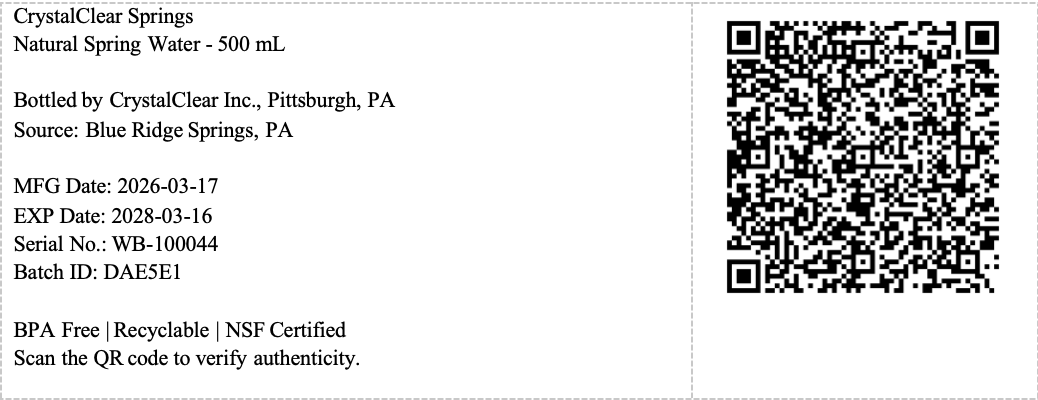 CrystalClear Springs
Natural Spring Water - 500 mL
Bottled by CrystalClear Inc., Pittsburgh, PA
Source: Blue Ridge Springs, PA
MFG Date: 2026-03-17
EXP Date: 2028-03-16
Serial No.: WB-100044
Batch ID: DAE5E1
BPA Free | Recyclable | NSF Certified
Scan the QR code to verify authenticity.